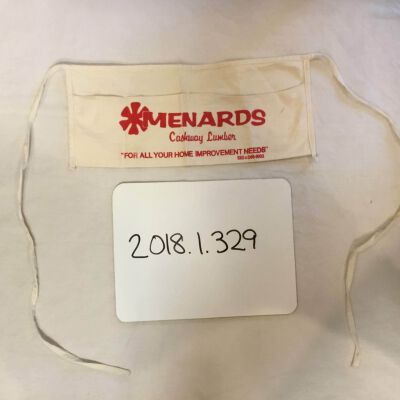 MENARDS
Cashway Lumber
"FOR ALL YOUR HOME IMPROVEMENT NEEDS"
2018.1.329